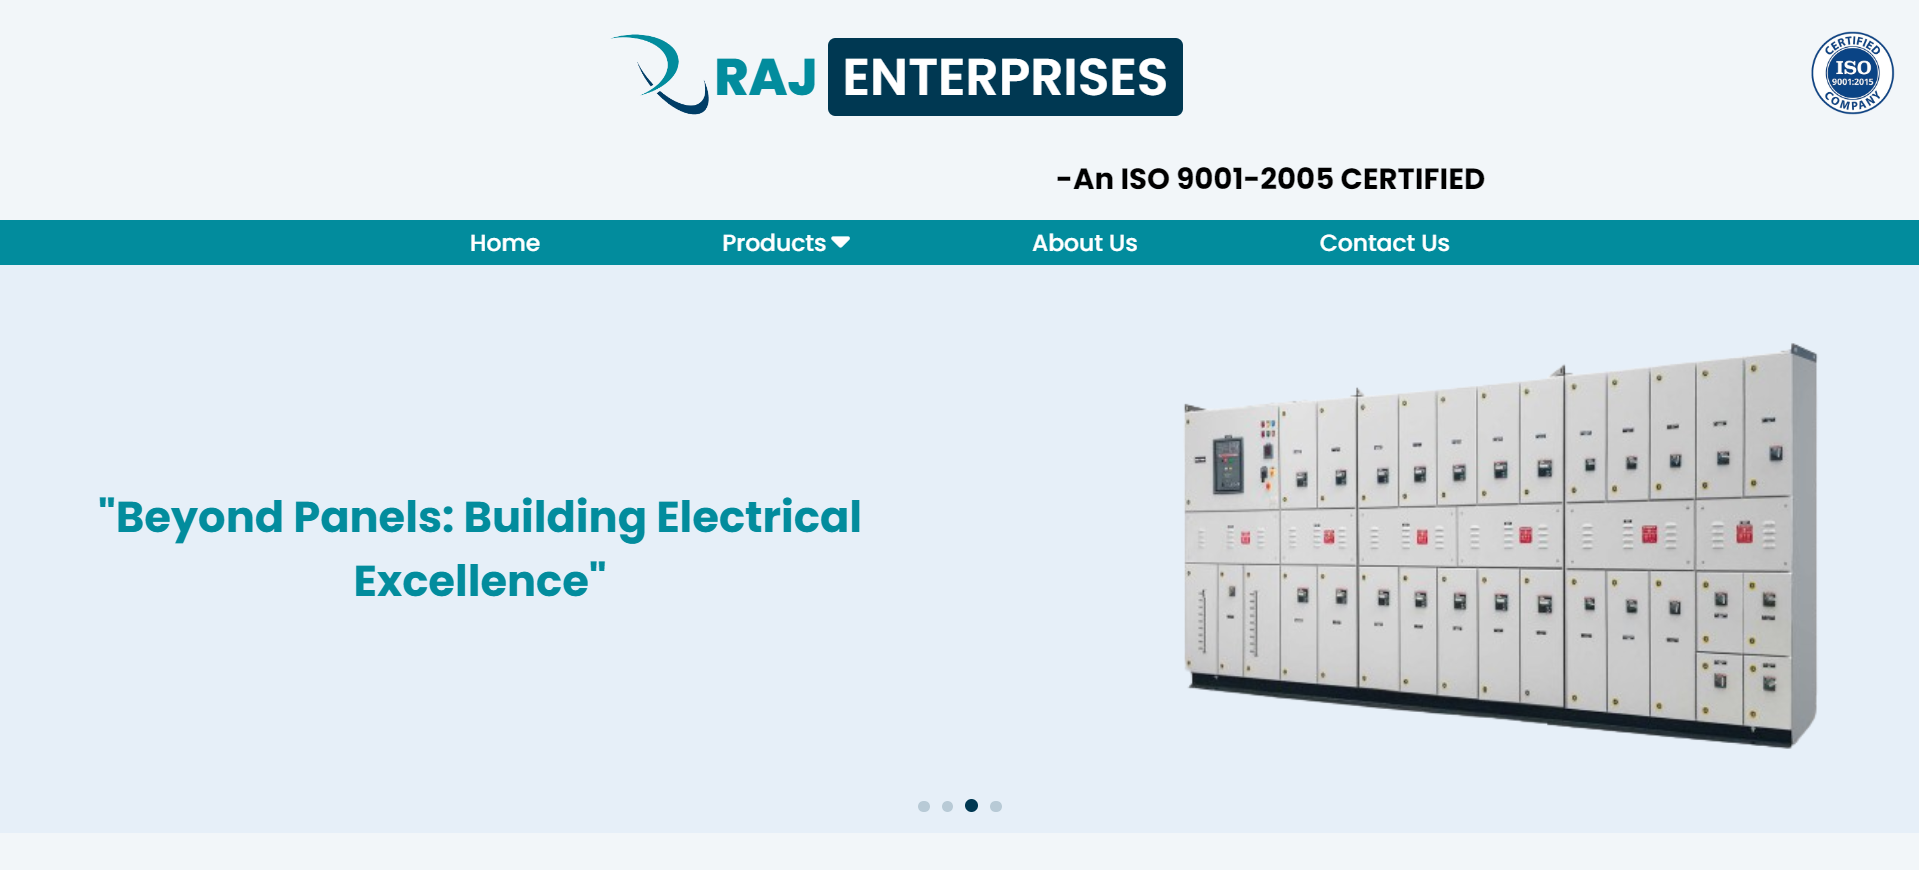 RAJ ENTERPRISES
CERTIFIED
ISO
9001:2015
COMPANY
-An ISO 9001-2005 CERTIFIED
Home Products About Us Contact Us
"Beyond Panels: Building Electrical
Excellence"